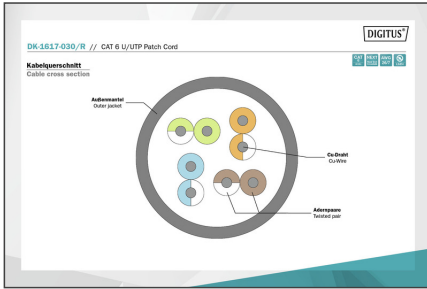 DIGITUS®
DK-1617-030/R // CAT 6 U/UTP Patch Cord
Kabelquerschnitt
Cable cross section
Außenmantel
Outer jacket
Cu-Draht
Cu-Wire
Aderspaare
Twisted pair